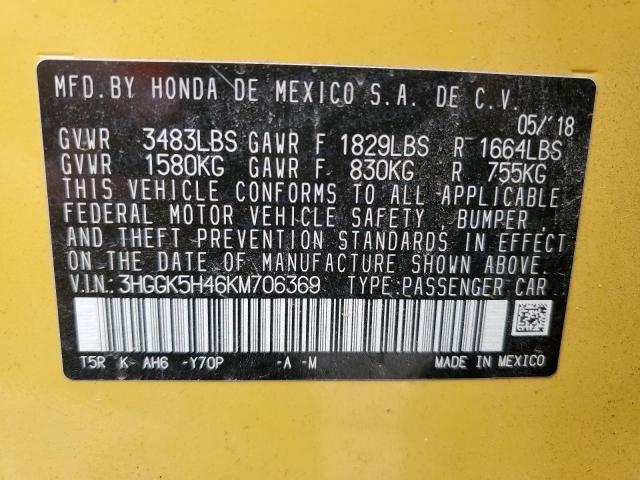 MFD.BY HONDA DE MEXICO S.A. DE C.V.
05/'18
GVWR 3483LBS GAWR F 1829LBS R 1664LBS
GVWR 1580KG GAWR F 830KG R 755KG
THIS VEHICLE CONFORMS TO ALL APPLICABLE
FEDERAL MOTOR VEHICLE SAFETY , BUMPER ,
AND THEFT PREVENTION STANDARDS IN EFFECT
ON THE DATE OF MANUFACTURE SHOWN ABOVE.
V.I.N: 3HGGK5H46KM706369 TYPE:PASSENGER CAR
T5R K- AH6 -Y70P -A -M MADE IN MEXICO